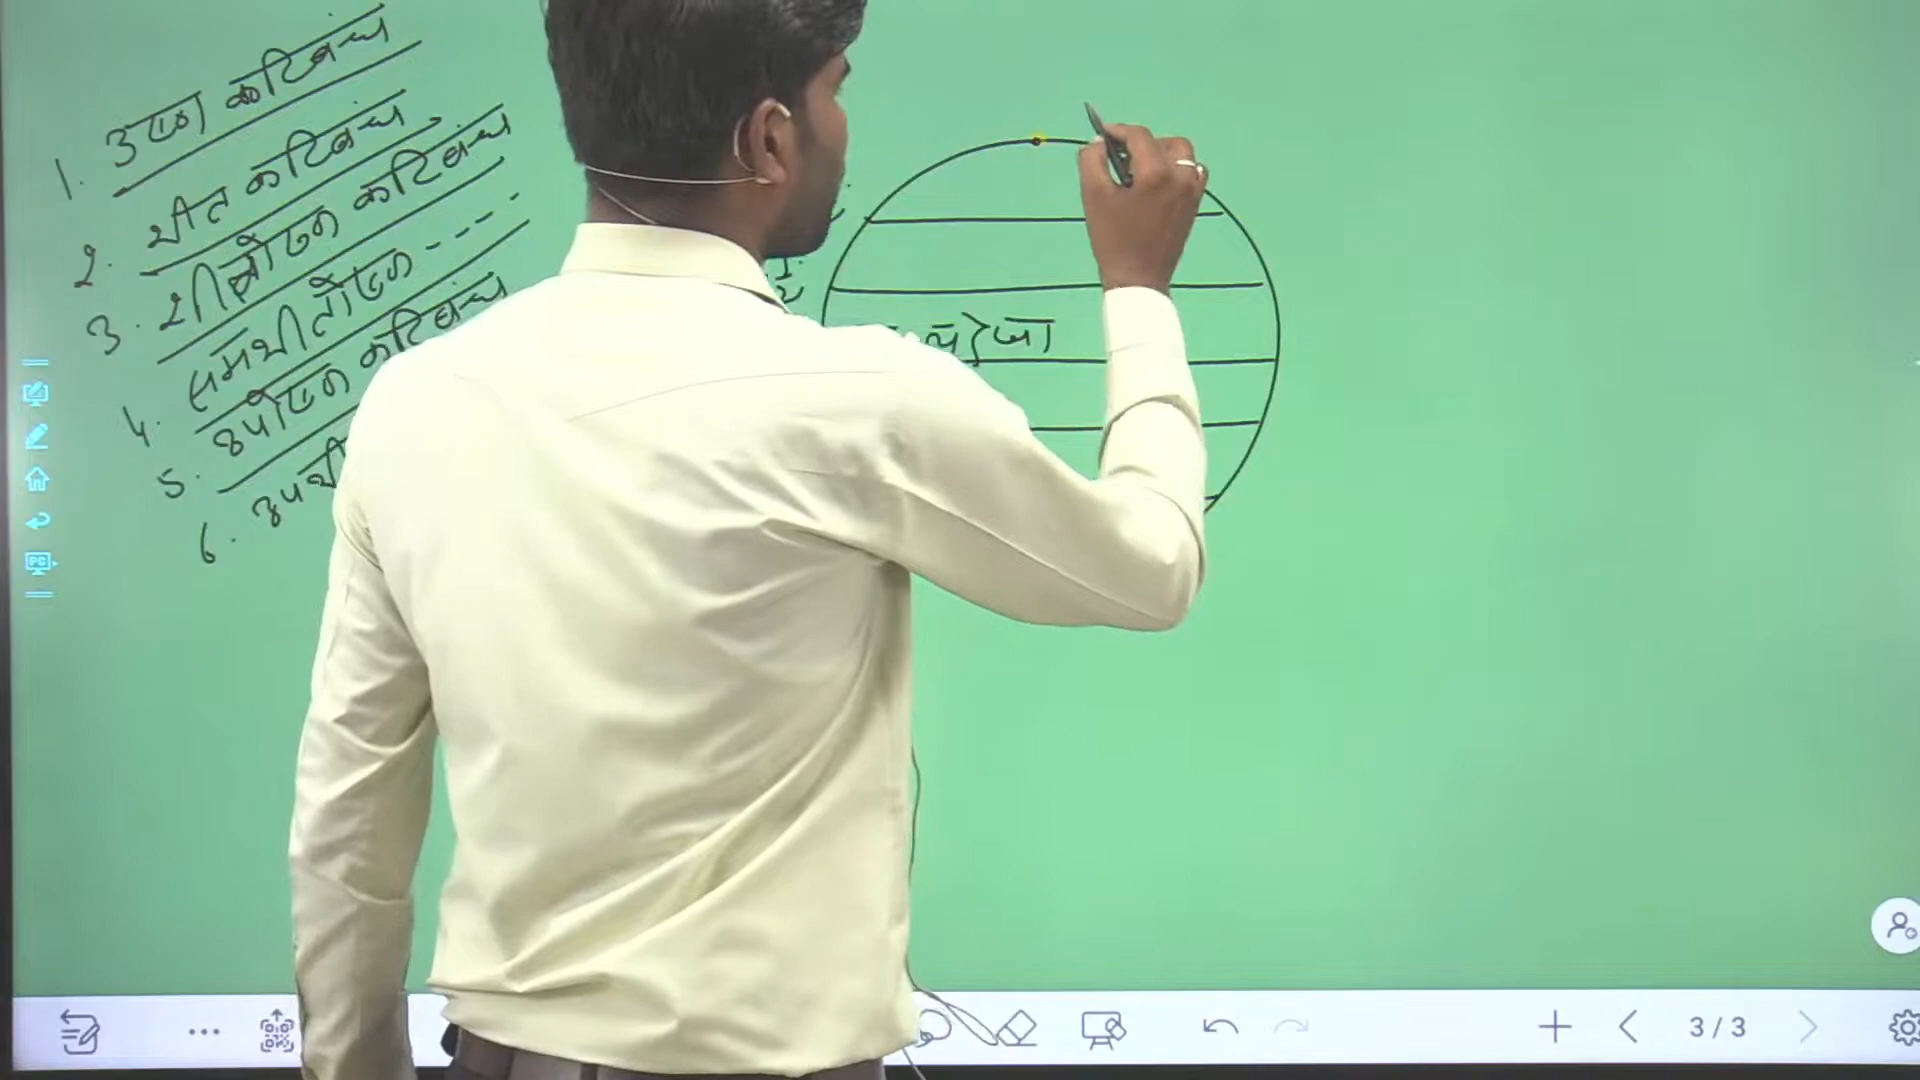 1. उष्ण कटिबंध
2. शीत कटिबंध
3. शीतोष्ण कटिबंध
समशीतोष्ण ----
4.
5. उपोष्ण कटिबंध
6. उपशी
3/3